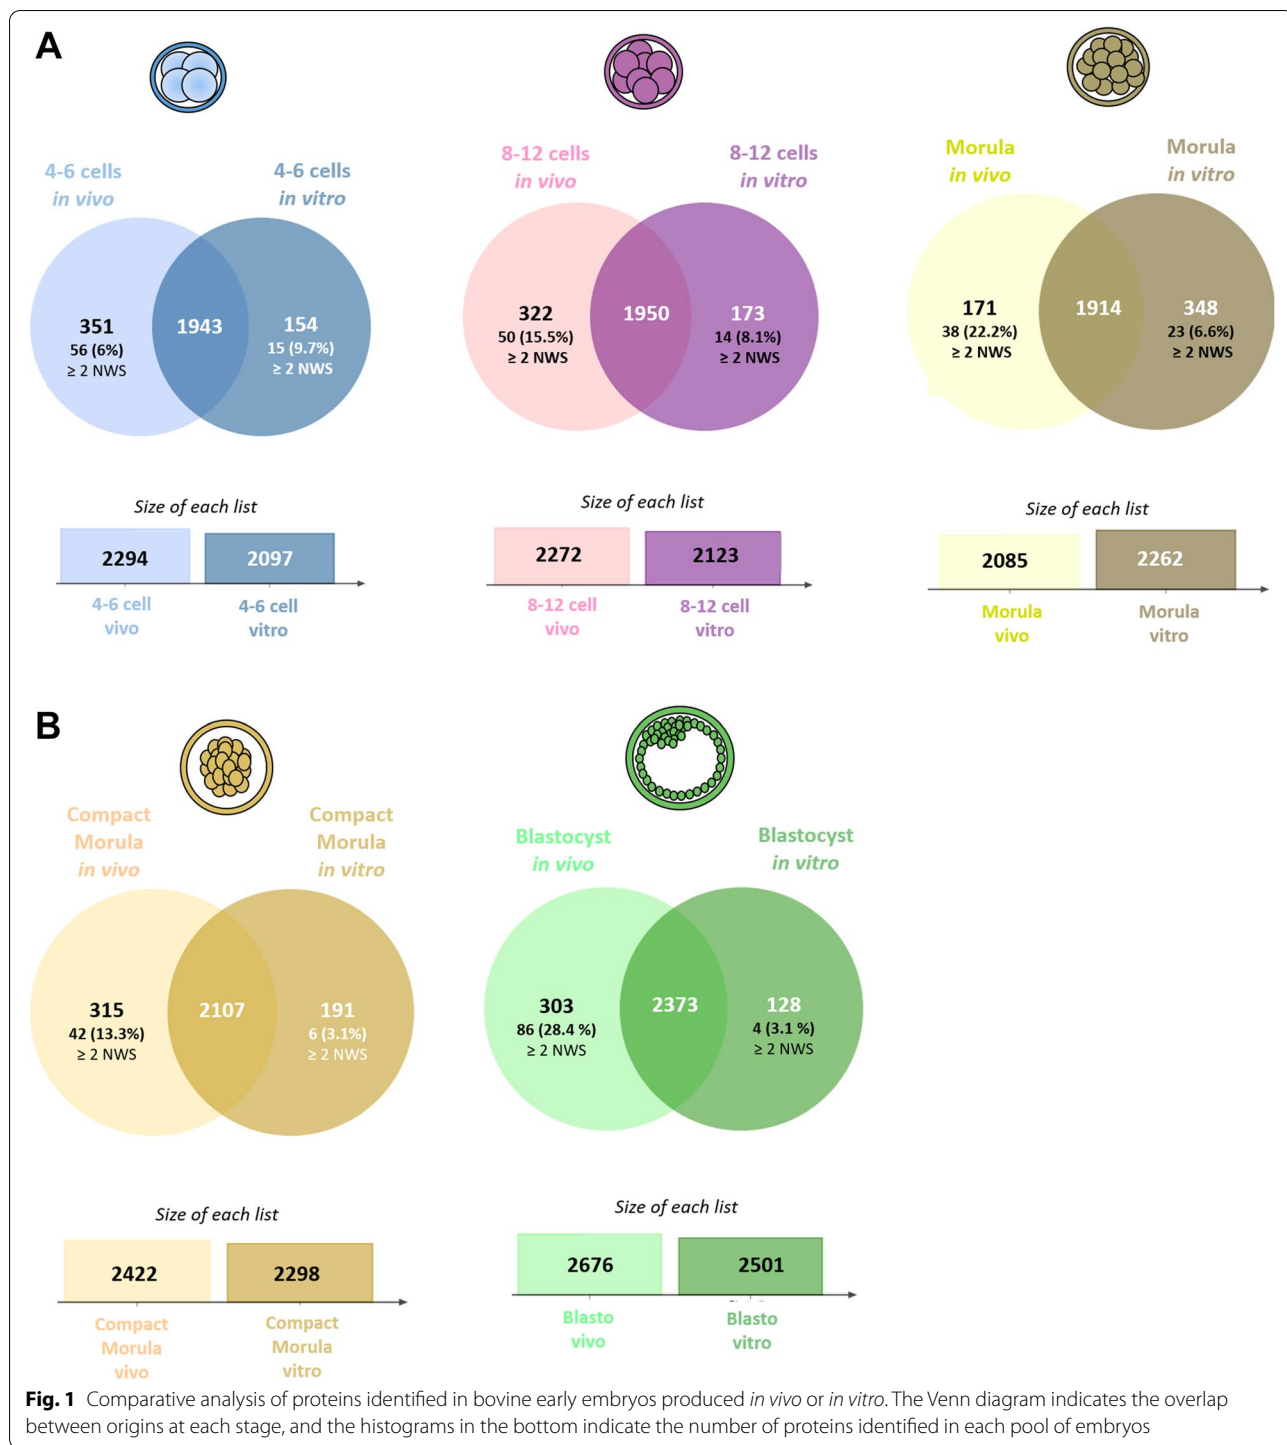 A
4-6 cells
in vivo
4-6 cells
in vitro
351
56 (6%)
≥ 2 NWS
1943
154
15 (9.7%)
≥ 2 NWS
Size of each list
2294
2097
4-6 cell
vivo
4-6 cell
vitro
8-12 cells
in vivo
8-12 cells
in vitro
322
50 (15.5%)
≥ 2 NWS
1950
173
14 (8.1%)
≥ 2 NWS
Size of each list
2272
2123
8-12 cell
vivo
8-12 cell
vitro
Morula
in vivo
Morula
in vitro
171
38 (22.2%)
≥ 2 NWS
1914
348
23 (6.6%)
≥ 2 NWS
Size of each list
2085
2262
Morula
vivo
Morula
vitro
B
Compact
Morula
in vivo
Compact
Morula
in vitro
315
42 (13.3%)
≥ 2 NWS
2107
191
6 (3.1%)
≥ 2 NWS
Size of each list
2422
2298
Compact
Morula
vivo
Compact
Morula
vitro
Blastocyst
in vivo
Blastocyst
in vitro
303
86 (28.4 %)
≥ 2 NWS
2373
128
4 (3.1 %)
≥ 2 NWS
Size of each list
2676
2501
Blasto
vivo
Blasto
vitro
Fig. 1 Comparative analysis of proteins identified in bovine early embryos produced in vivo or in vitro. The Venn diagram indicates the overlap
between origins at each stage, and the histograms in the bottom indicate the number of proteins identified in each pool of embryos